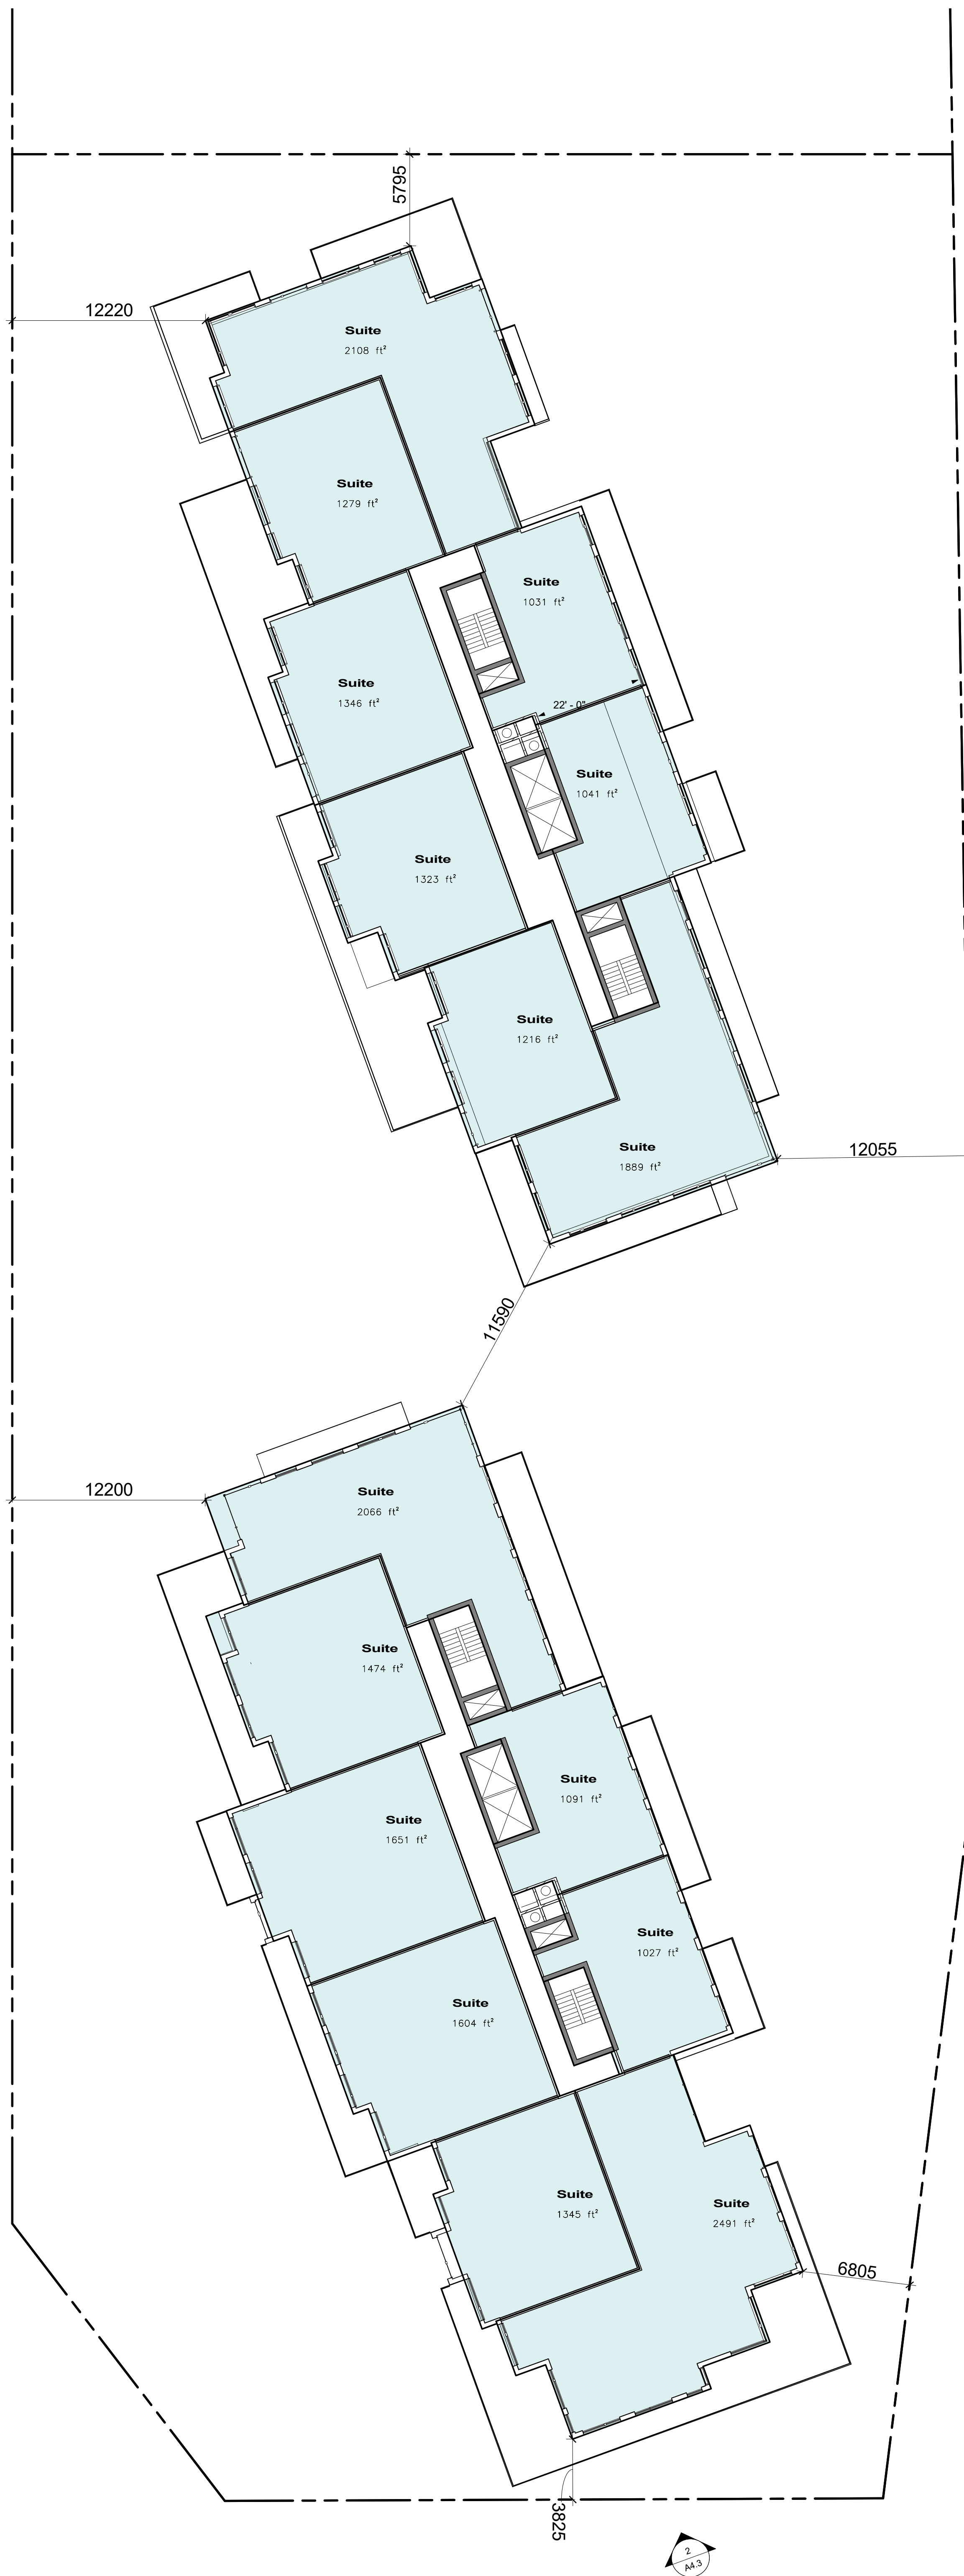 5795
12220
Suite
2108 ft²
Suite
1279 ft²
Suite
1031 ft²
Suite
1346 ft²
22' - 0"
Suite
1041 ft²
Suite
1323 ft²
Suite
1216 ft²
Suite
1889 ft²
12055
11590
12200
Suite
2066 ft²
Suite
1474 ft²
Suite
1091 ft²
Suite
1651 ft²
Suite
1027 ft²
Suite
1604 ft²
Suite
1345 ft²
Suite
2491 ft²
6805
3825
2
A4.3